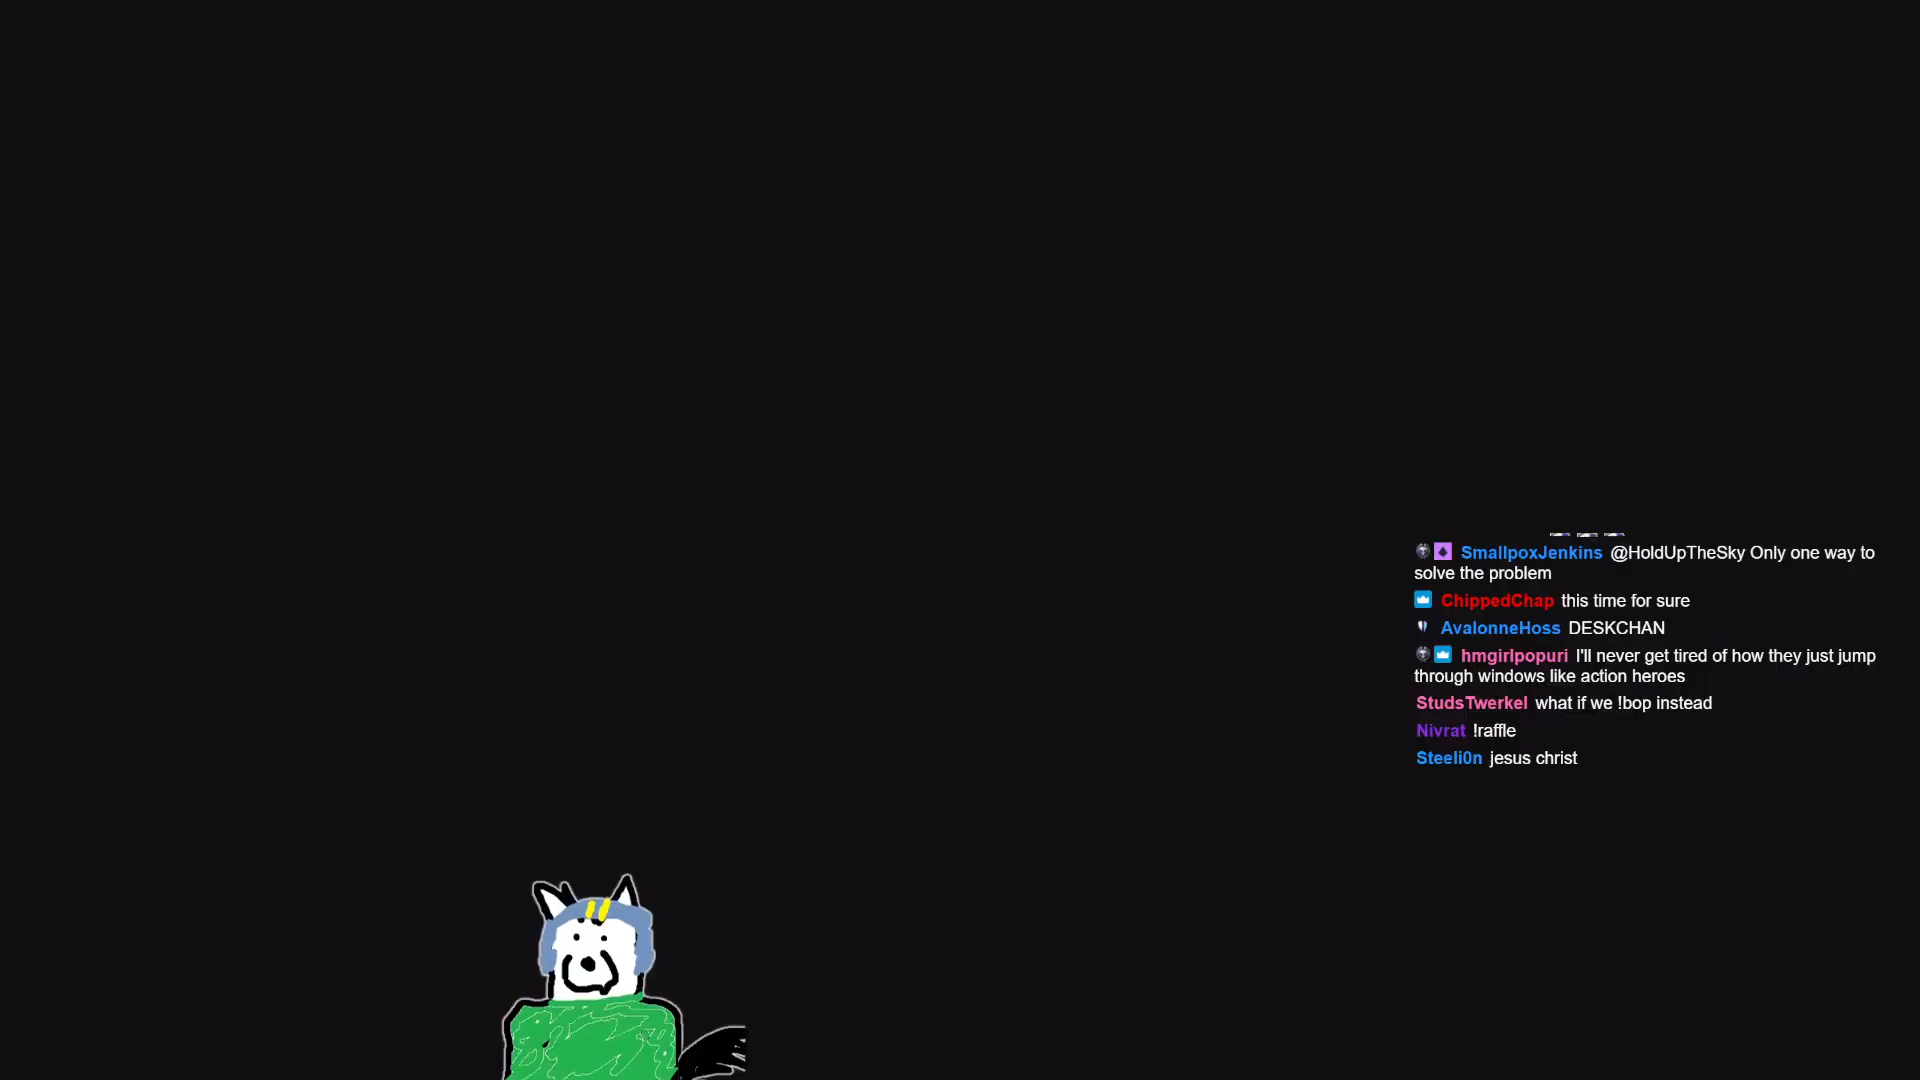 SmallpoxJenkins @HoldUpTheSky Only one way to
solve the problem
ChippedChap this time for sure
AvalonneHoss DESKCHAN
hmgirlpopuri I'll never get tired of how they just jump
through windows like action heroes
StudsTwerkel what if we !bop instead
Nivrat !raffle
Steeli0n jesus christ